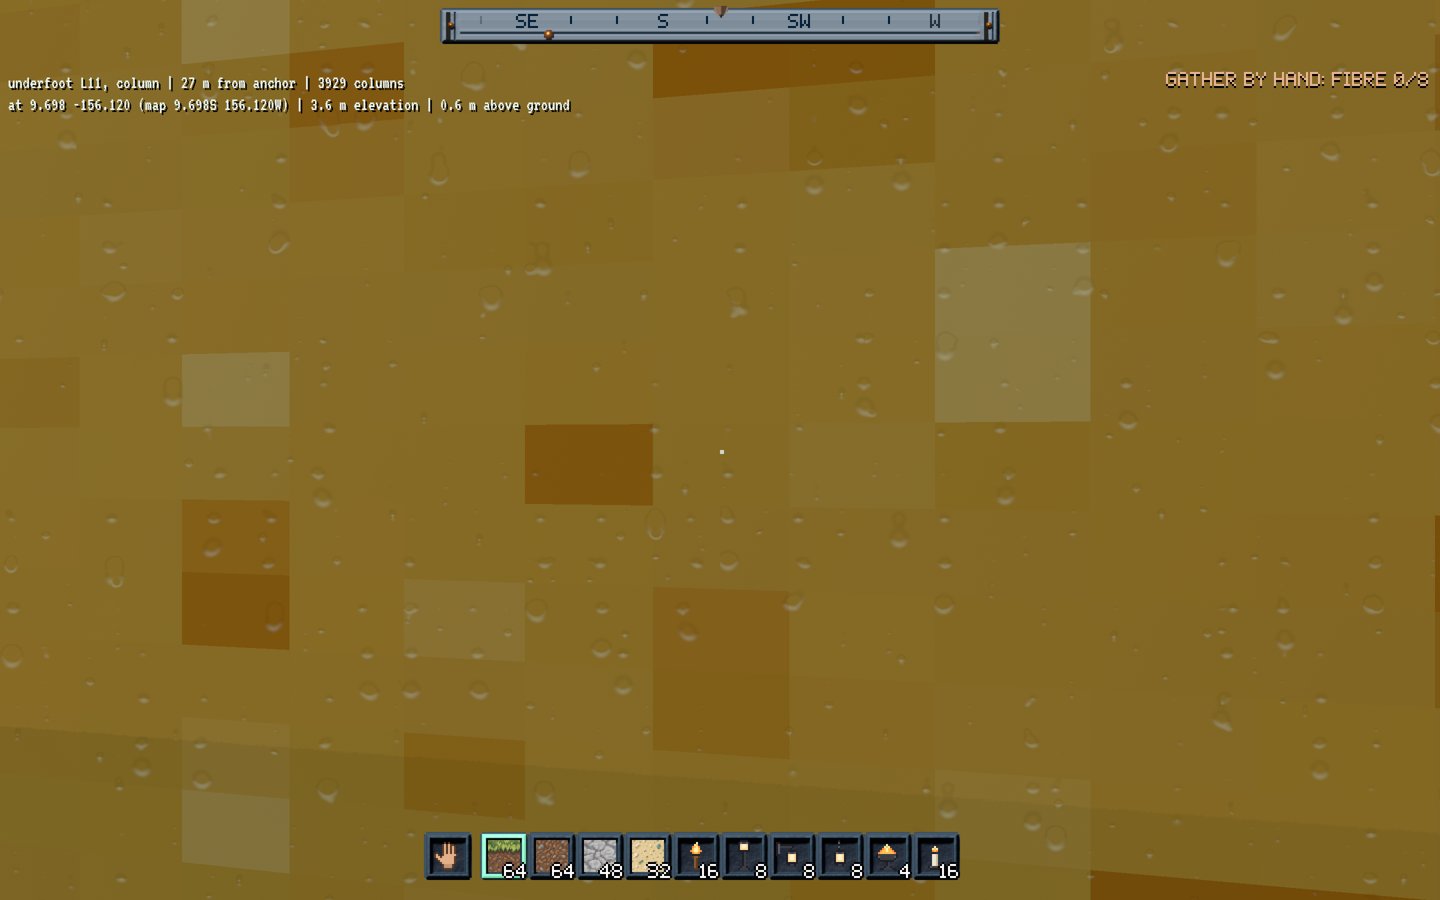 SE S SW W
underfoot L11, column | 27 m from anchor | 3929 columns
at 9.698 -156.120 (map 9.698S 156.120W) | 3.6 m elevation | 0.6 m above ground
GATHER BY HAND: FIBRE 0/8
64 64 48 32 16 8 8 8 4 16